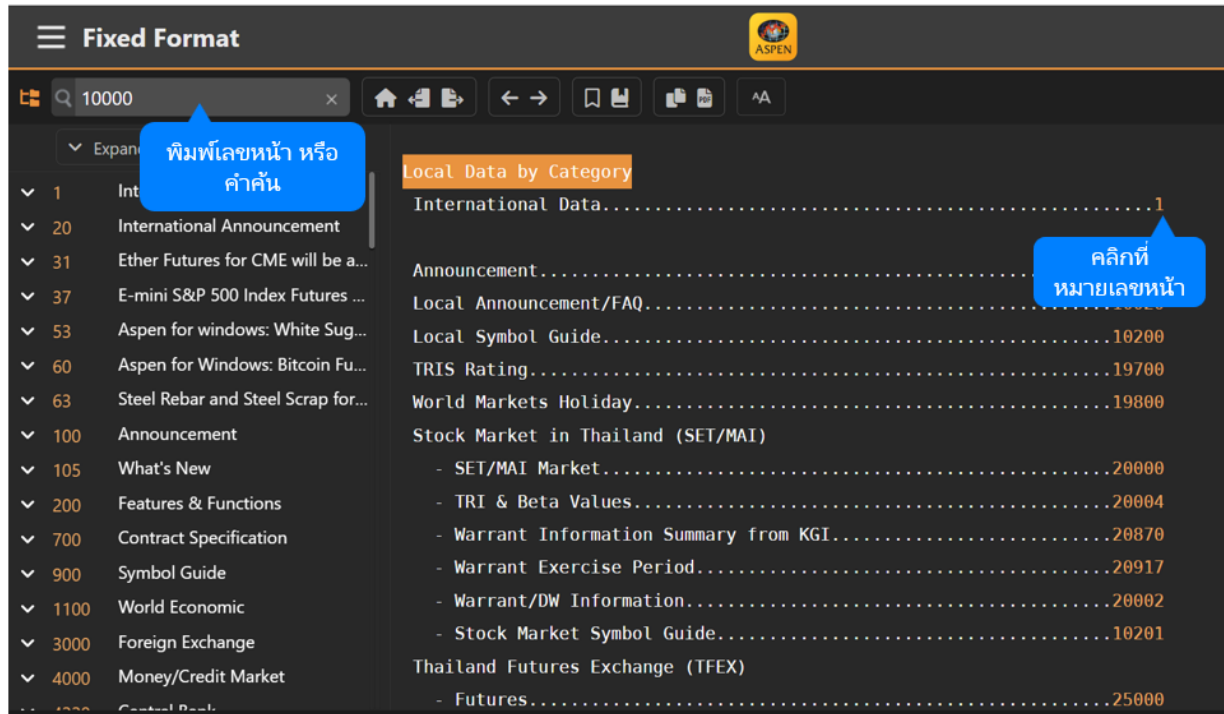 Fixed Format
ASPEN
10000
พิมพ์เลขหน้า หรือ
คำค้น
1
20 International Announcement
31 Ether Futures for CME will be a...
37 E-mini S&P 500 Index Futures ...
53 Aspen for windows: White Sug...
60 Aspen for Windows: Bitcoin Fu...
63 Steel Rebar and Steel Scrap for...
100 Announcement
105 What's New
200 Features & Functions
700 Contract Specification
900 Symbol Guide
1100 World Economic
3000 Foreign Exchange
4000 Money/Credit Market
Local Data by Category
International Data....................................................1
คลิกที่
หมายเลขหน้า
Announcement
Local Announcement/FAQ
Local Symbol Guide.................................................10200
TRIS Rating........................................................19700
World Markets Holiday..............................................19800
Stock Market in Thailand (SET/MAI)
- SET/MAI Market.................................................20000
- TRI & Beta Values..............................................20004
- Warrant Information Summary from KGI...........................20870
- Warrant Exercise Period........................................20917
- Warrant/DW Information.........................................20002
- Stock Market Symbol Guide......................................10201
Thailand Futures Exchange (TFEX)
- Futures........................................................25000